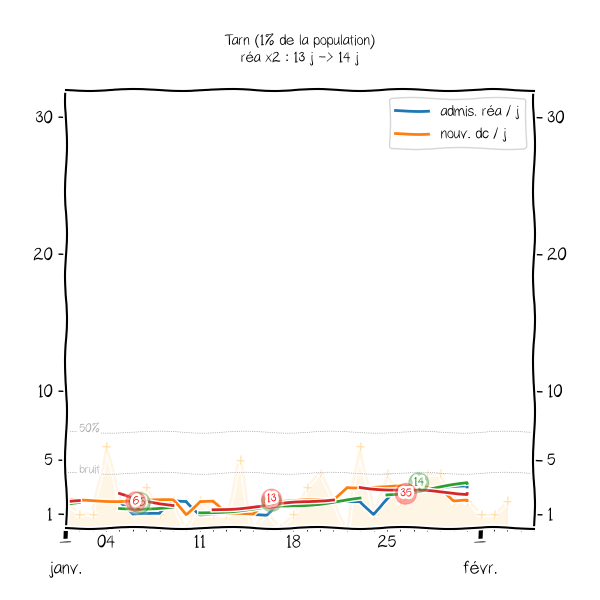 Tarn (1% de la population)
réa x2 : 13 j -> 14 j
admis. réa / j
nouv. dc / j
30
30
20
20
10
10
50%
bruit
5
5
14
35
13
6
1
1
04
11
18
25
janv.
févr.